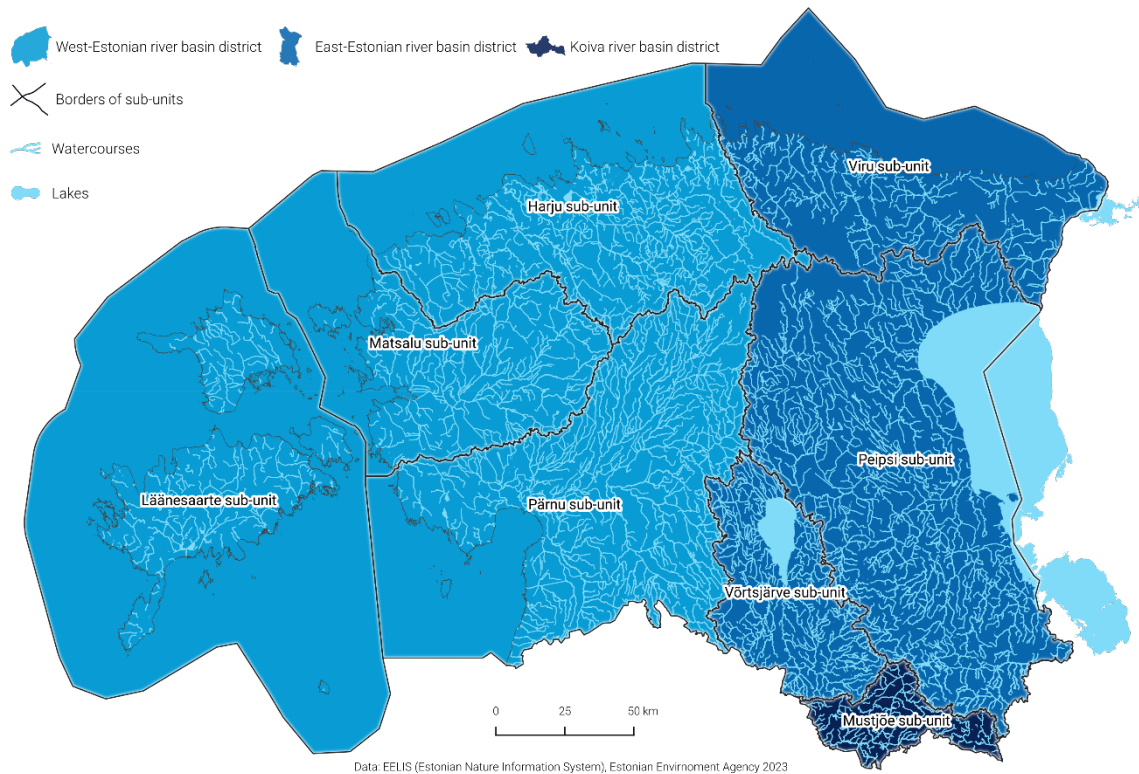 West-Estonian river basin district
East-Estonian river basin district
Koiva river basin district
Borders of sub-units
Watercourses
Lakes
Viru sub-unit
Harju sub-unit
Matsalu sub-unit
Peipsi sub-unit
Läänesaarte sub-unit
Pärnu sub-unit
Võrtsjärve sub-unit
Mustjõe sub-unit
0 25 50 km
Data: EELIS (Estonian Nature Information System), Estonian Envirnoment Agency 2023